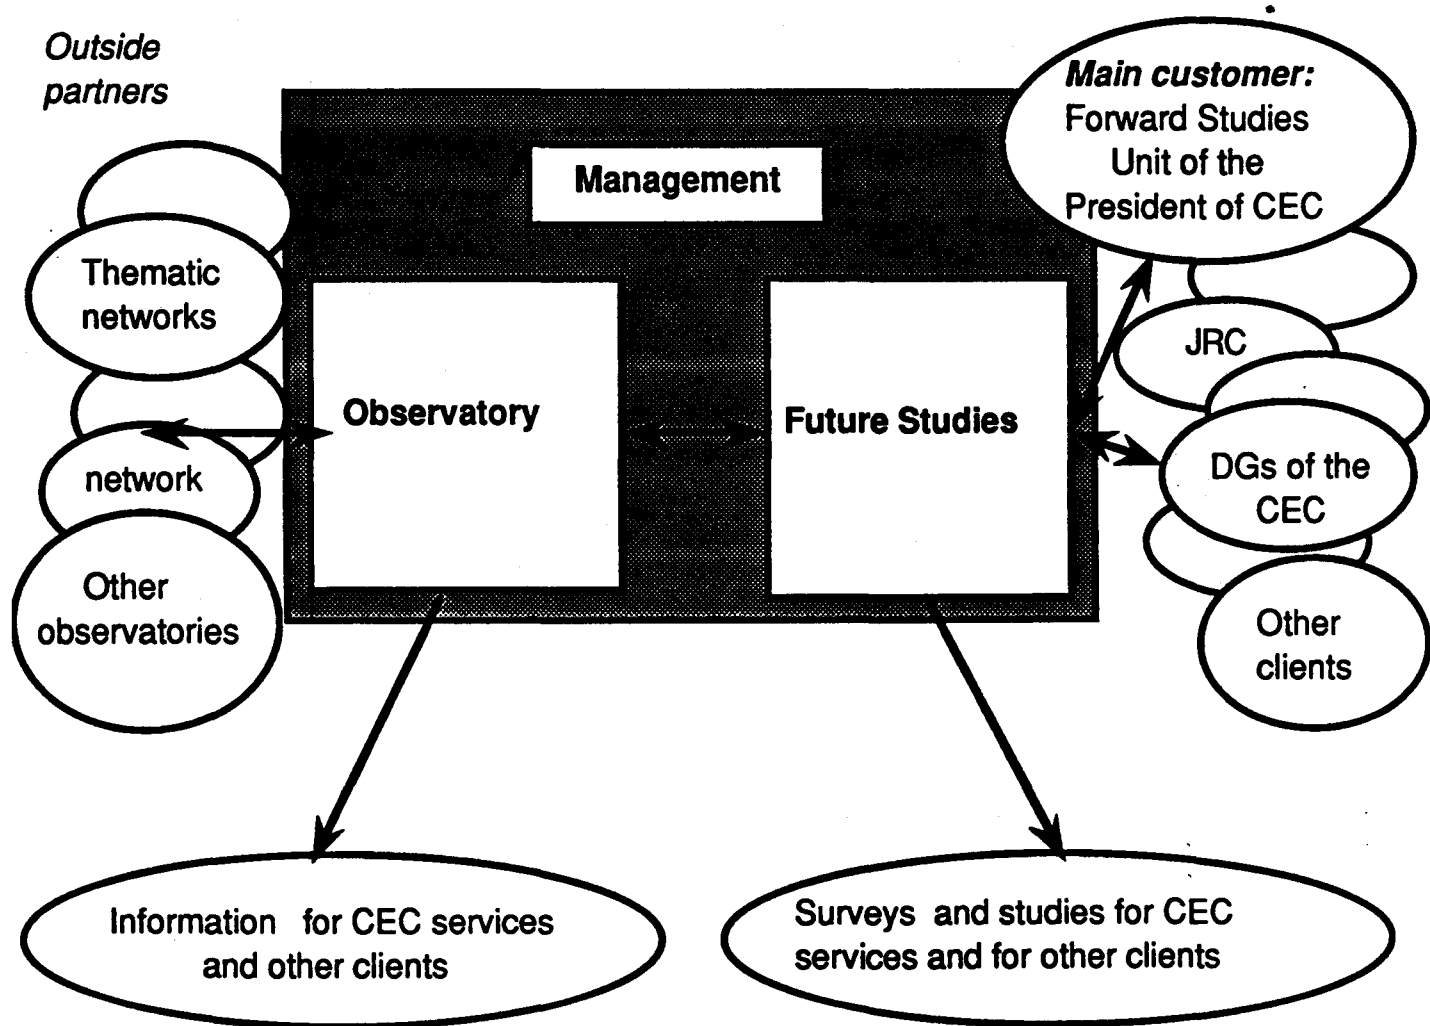 Outside
partners
Main customer:
Forward Studies
Unit of the
President of CEC
Management
Thematic
networks
JRC
Observatory
Future Studies
network
DGs of the
CEC
Other
observatories
Other
clients
Information for CEC services
and other clients
Surveys and studies for CEC
services and for other clients